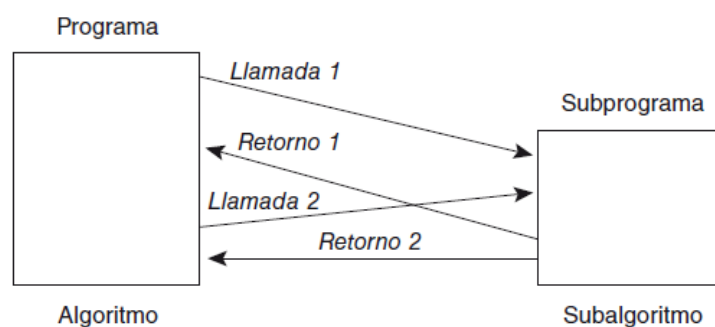 Programa
Llamada 1
Subprograma
Retorno 1
Llamada 2
Retorno 2
Algoritmo
Subalgoritmo